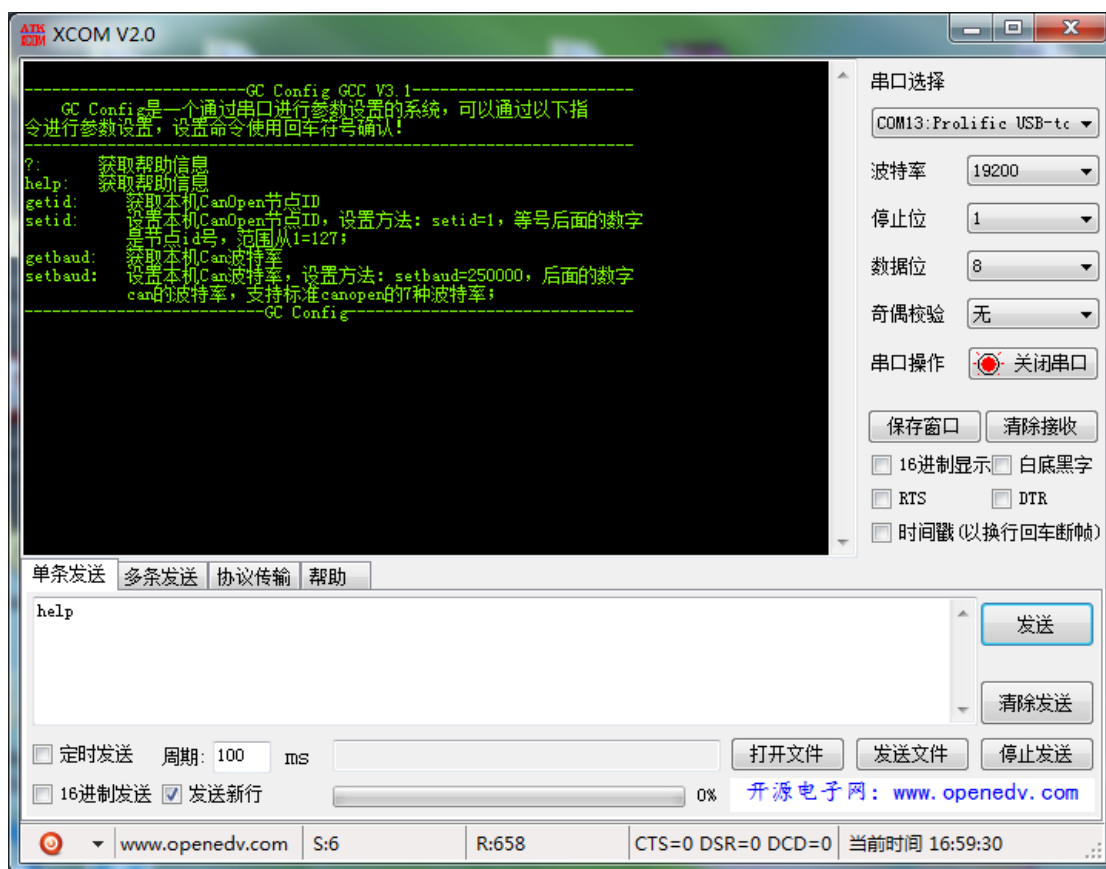 ATK XCOM XCOM V2.0
------------------------GC Config GCC V3.1------------------------
GC Config是一个通过串口进行参数设置的系统，可以通过以下指
令进行参数设置，设置命令使用回车符号确认！
------------------------------------------------------------------
?: 获取帮助信息
help: 获取帮助信息
getid: 获取本机CanOpen节点ID
setid: 设置本机CanOpen节点ID，设置方法：setid=1，等号后面的数字
是节点id号，范围从1=127；
getbaud: 获取本机Can波特率
setbaud: 设置本机Can波特率，设置方法：setbaud=250000，后面的数字
can的波特率，支持标准canopen的7种波特率；
--------------------------GC Config-------------------------------
串口选择
COM13:Prolific USB-to
波特率 19200
停止位 1
数据位 8
奇偶校验 无
串口操作 关闭串口
保存窗口 清除接收
16进制显示 白底黑字
RTS DTR
时间戳(以换行回车断帧)
单条发送 多条发送 协议传输 帮助
help
发送
清除发送
定时发送 周期: 100 ms 打开文件 发送文件 停止发送
16进制发送 发送新行 0% 开源电子网：www.openedv.com
www.openedv.com S:6 R:658 CTS=0 DSR=0 DCD=0 当前时间 16:59:30